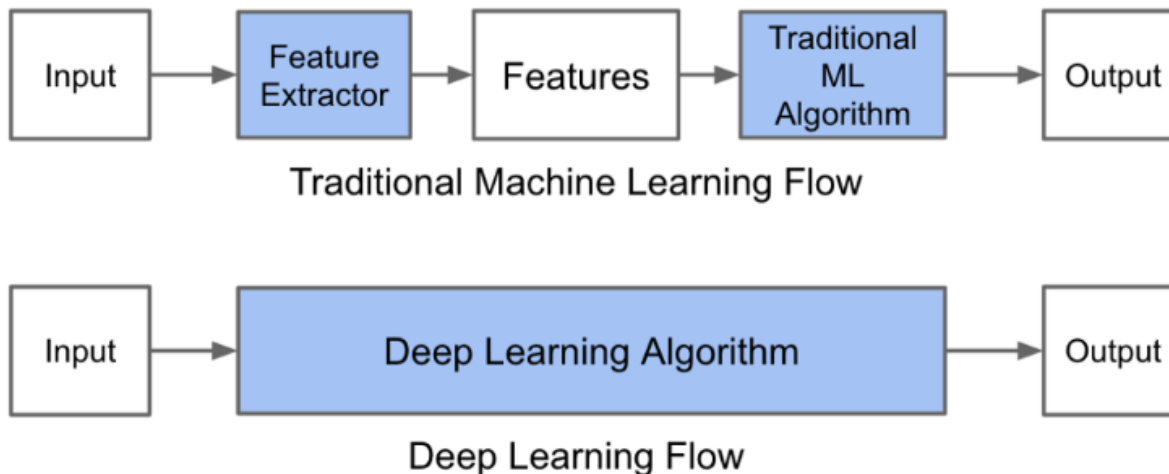 Input
Feature
Extractor
Features
Traditional
ML
Algorithm
Output
Traditional Machine Learning Flow
Input
Deep Learning Algorithm
Output
Deep Learning Flow